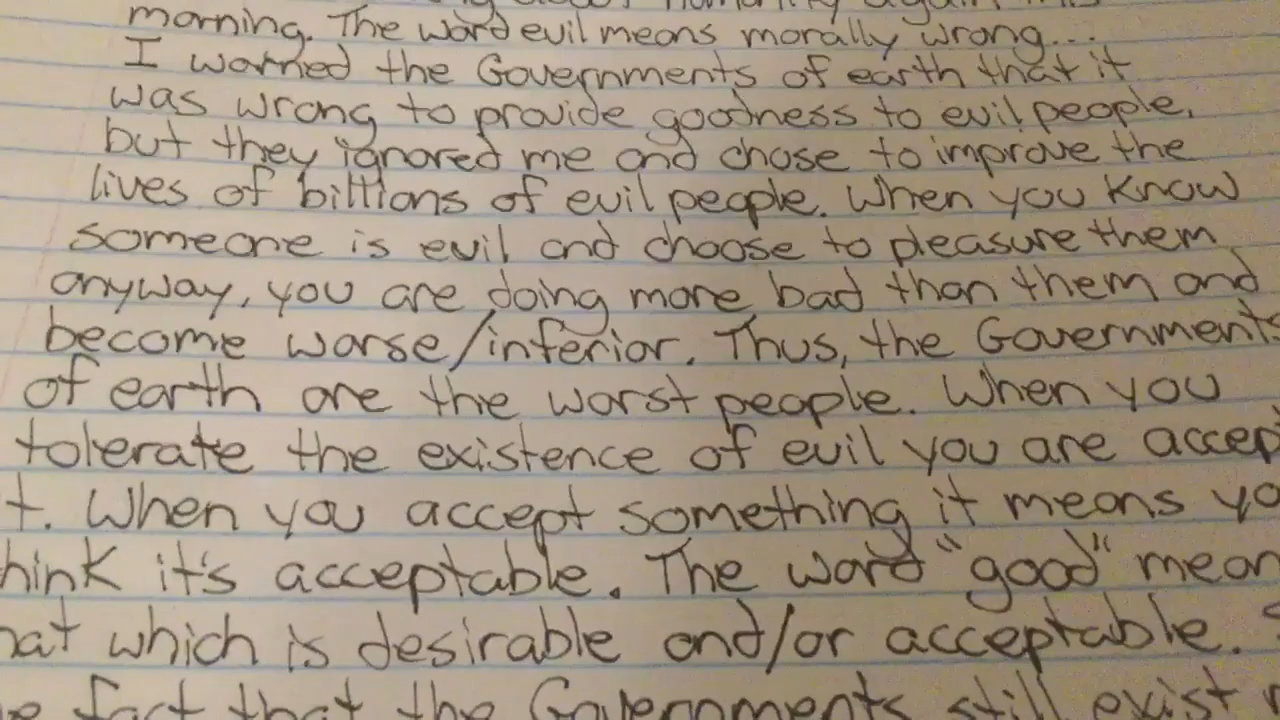 humanity again this
morning. The word evil means morally wrong...
I warned the Governments of earth that it
was wrong to provide goodness to evil people,
but they ignored me and chose to improve the
lives of billions of evil people. When you know
someone is evil and choose to pleasure them
anyway, you are doing more bad than them and
become worse/inferior. Thus, the Governments
of earth are the worst people. When you
tolerate the existence of evil you are accep
t. When you accept something it means yo
hink it's acceptable. The word "good" mean
hat which is desirable and/or acceptable.
fact that the Governments still exist